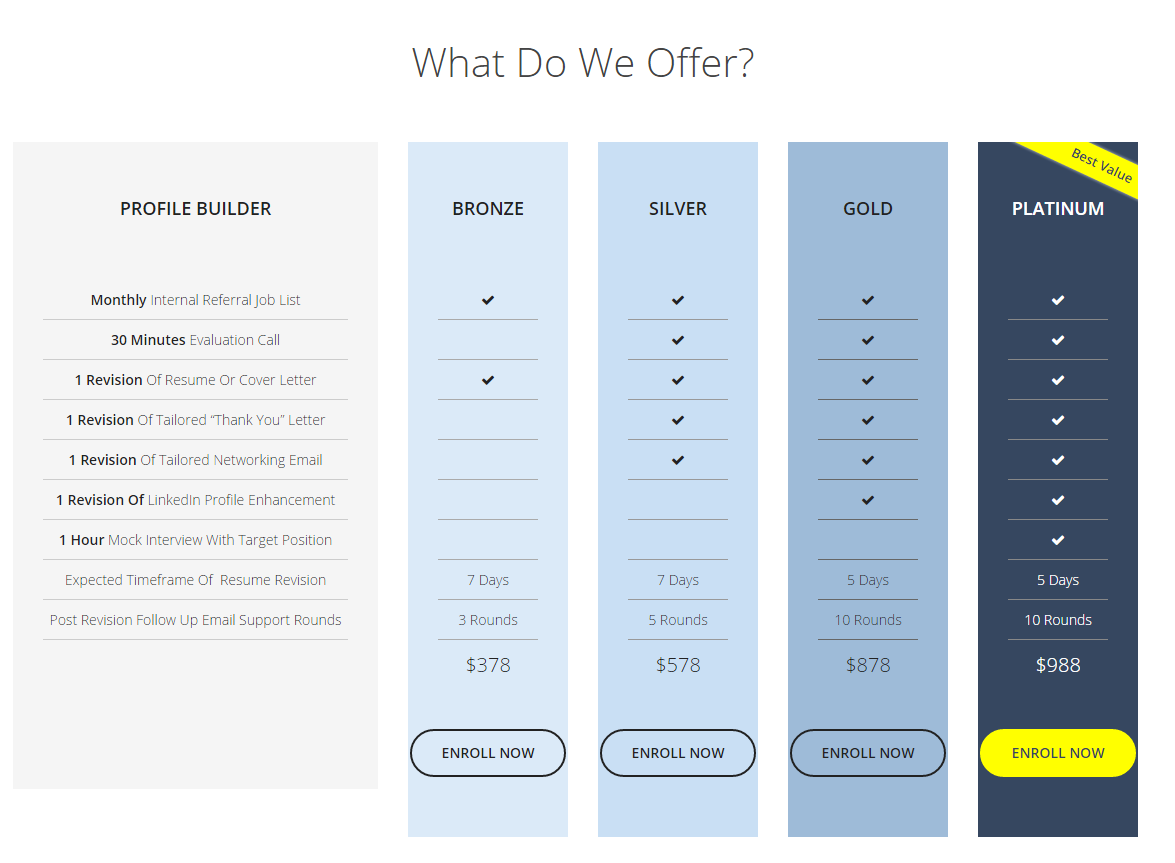 What Do We Offer?
Best Value
PROFILE BUILDER BRONZE SILVER GOLD PLATINUM
Monthly Internal Referral Job List ✔ ✔ ✔ ✔
30 Minutes Evaluation Call ✔ ✔ ✔
1 Revision Of Resume Or Cover Letter ✔ ✔ ✔ ✔
1 Revision Of Tailored “Thank You” Letter ✔ ✔ ✔
1 Revision Of Tailored Networking Email ✔ ✔ ✔
1 Revision Of LinkedIn Profile Enhancement ✔ ✔
1 Hour Mock Interview With Target Position ✔
Expected Timeframe Of Resume Revision 7 Days 7 Days 5 Days 5 Days
Post Revision Follow Up Email Support Rounds 3 Rounds 5 Rounds 10 Rounds 10 Rounds
$378 $578 $878 $988
ENROLL NOW ENROLL NOW ENROLL NOW ENROLL NOW